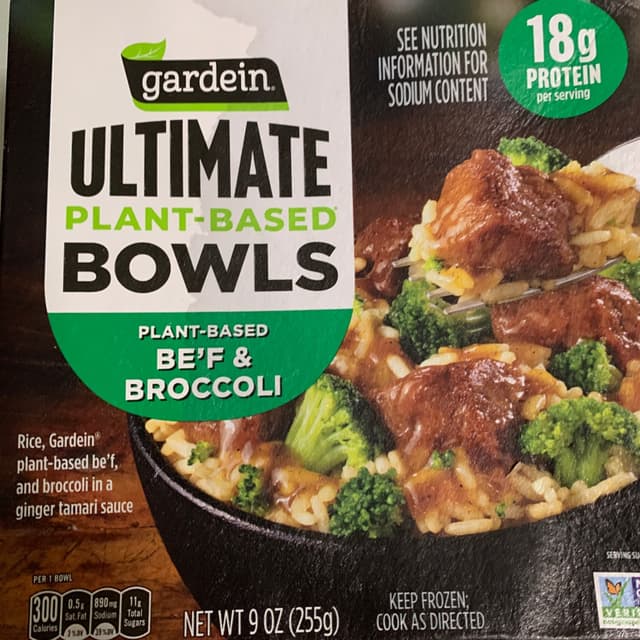 gardein®
ULTIMATE
PLANT-BASED
BOWLS
PLANT-BASED
BE'F &
BROCCOLI
SEE NUTRITION
INFORMATION FOR
SODIUM CONTENT
18g
PROTEIN
per serving
Rice, Gardein®
plant-based be'f,
and broccoli in a
ginger tamari sauce
PER 1 BOWL
300
Calories
0.5g
Sat Fat
890mg
Sodium
11g
Total
Sugars
NET WT 9 OZ (255g)
KEEP FROZEN;
COOK AS DIRECTED
SERVING